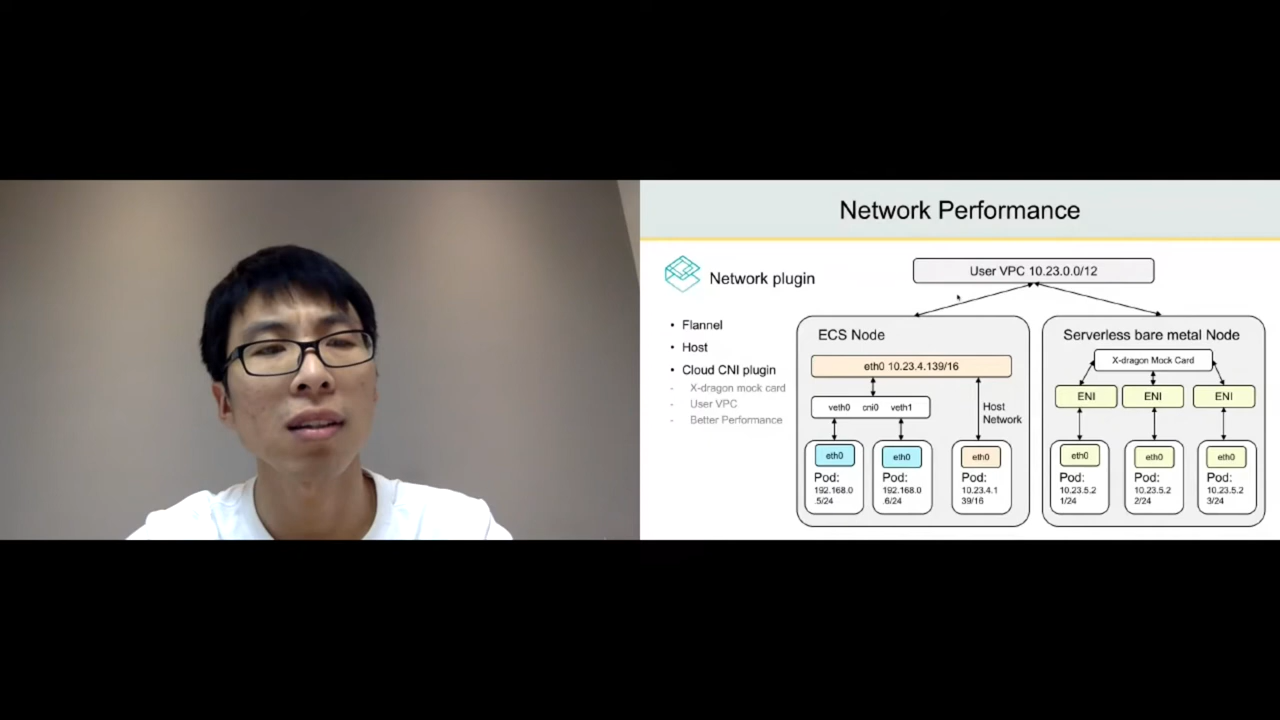 Network Performance
Network plugin
• Flannel
• Host
• Cloud CNI plugin
- X-dragon mock card
- User VPC
- Better Performance
User VPC 10.23.0.0/12
ECS Node
eth0 10.23.4.139/16
veth0 cni0 veth1
Host
Network
eth0
Pod:
192.168.0
.5/24
eth0
Pod:
192.168.0
.6/24
eth0
Pod:
10.23.4.1
39/16
Serverless bare metal Node
X-dragon Mock Card
ENI
ENI
ENI
eth0
Pod:
10.23.5.2
1/24
eth0
Pod:
10.23.5.2
2/24
eth0
Pod:
10.23.5.2
3/24